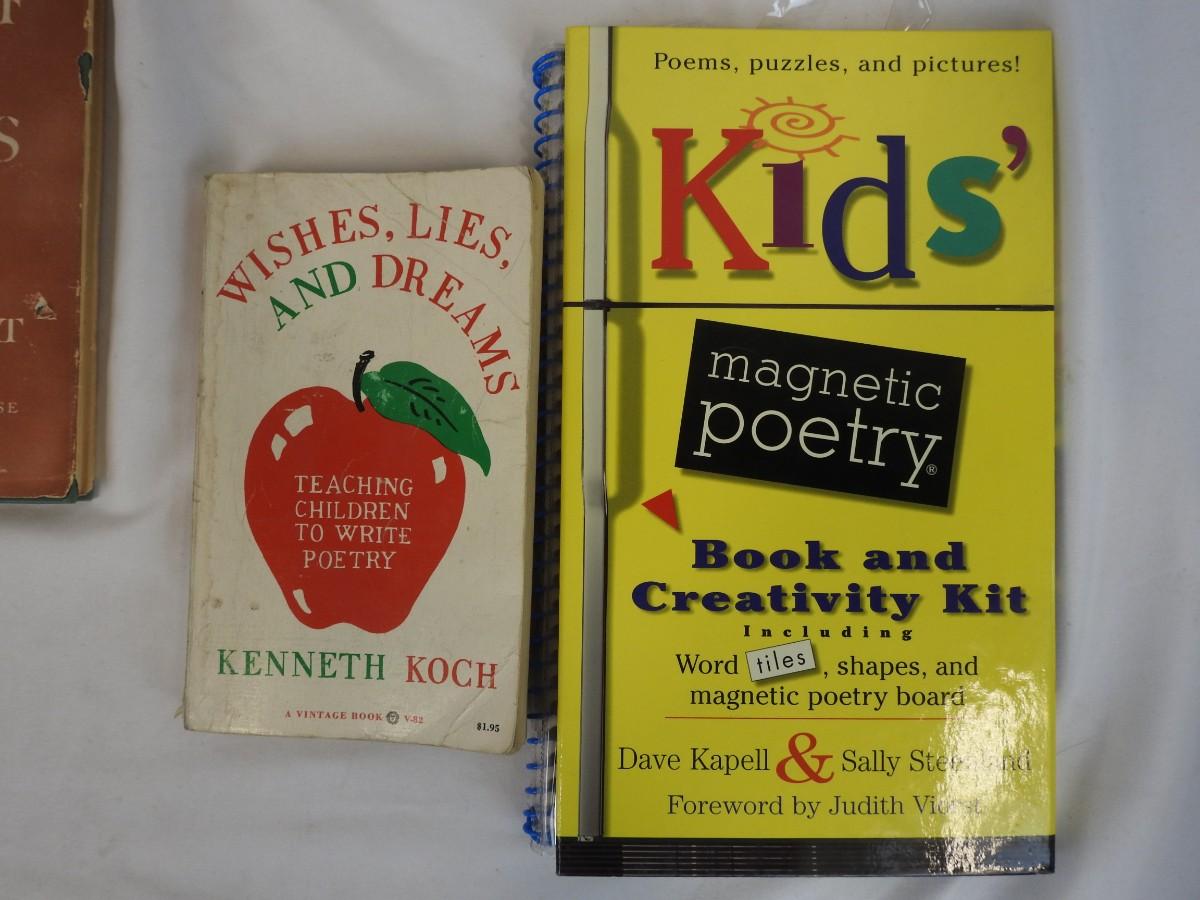 T
S
T
SE
WISHES, LIES,
AND DREAMS
TEACHING
CHILDREN
TO WRITE
POETRY
KENNETH KOCH
A VINTAGE BOOK V-82
$1.95
Poems, puzzles, and pictures!
Kids'
magnetic
poetry®
Book and
Creativity Kit
Including
Word tiles, shapes, and
magnetic poetry board
Dave Kapell & Sally Steenland
Foreword by Judith Viorst